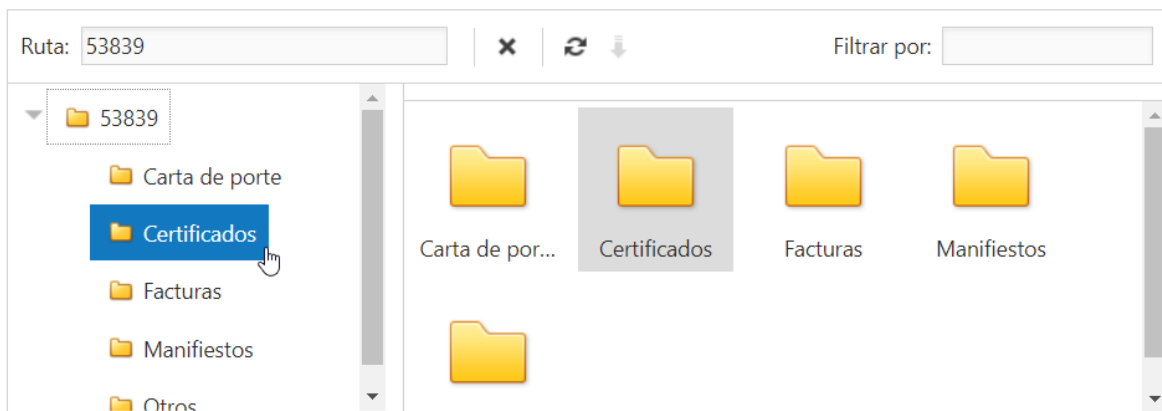 Ruta: 53839
Filtrar por:
53839
Carta de porte
Certificados
Facturas
Manifiestos
Otros
Carta de por... Certificados Facturas Manifiestos